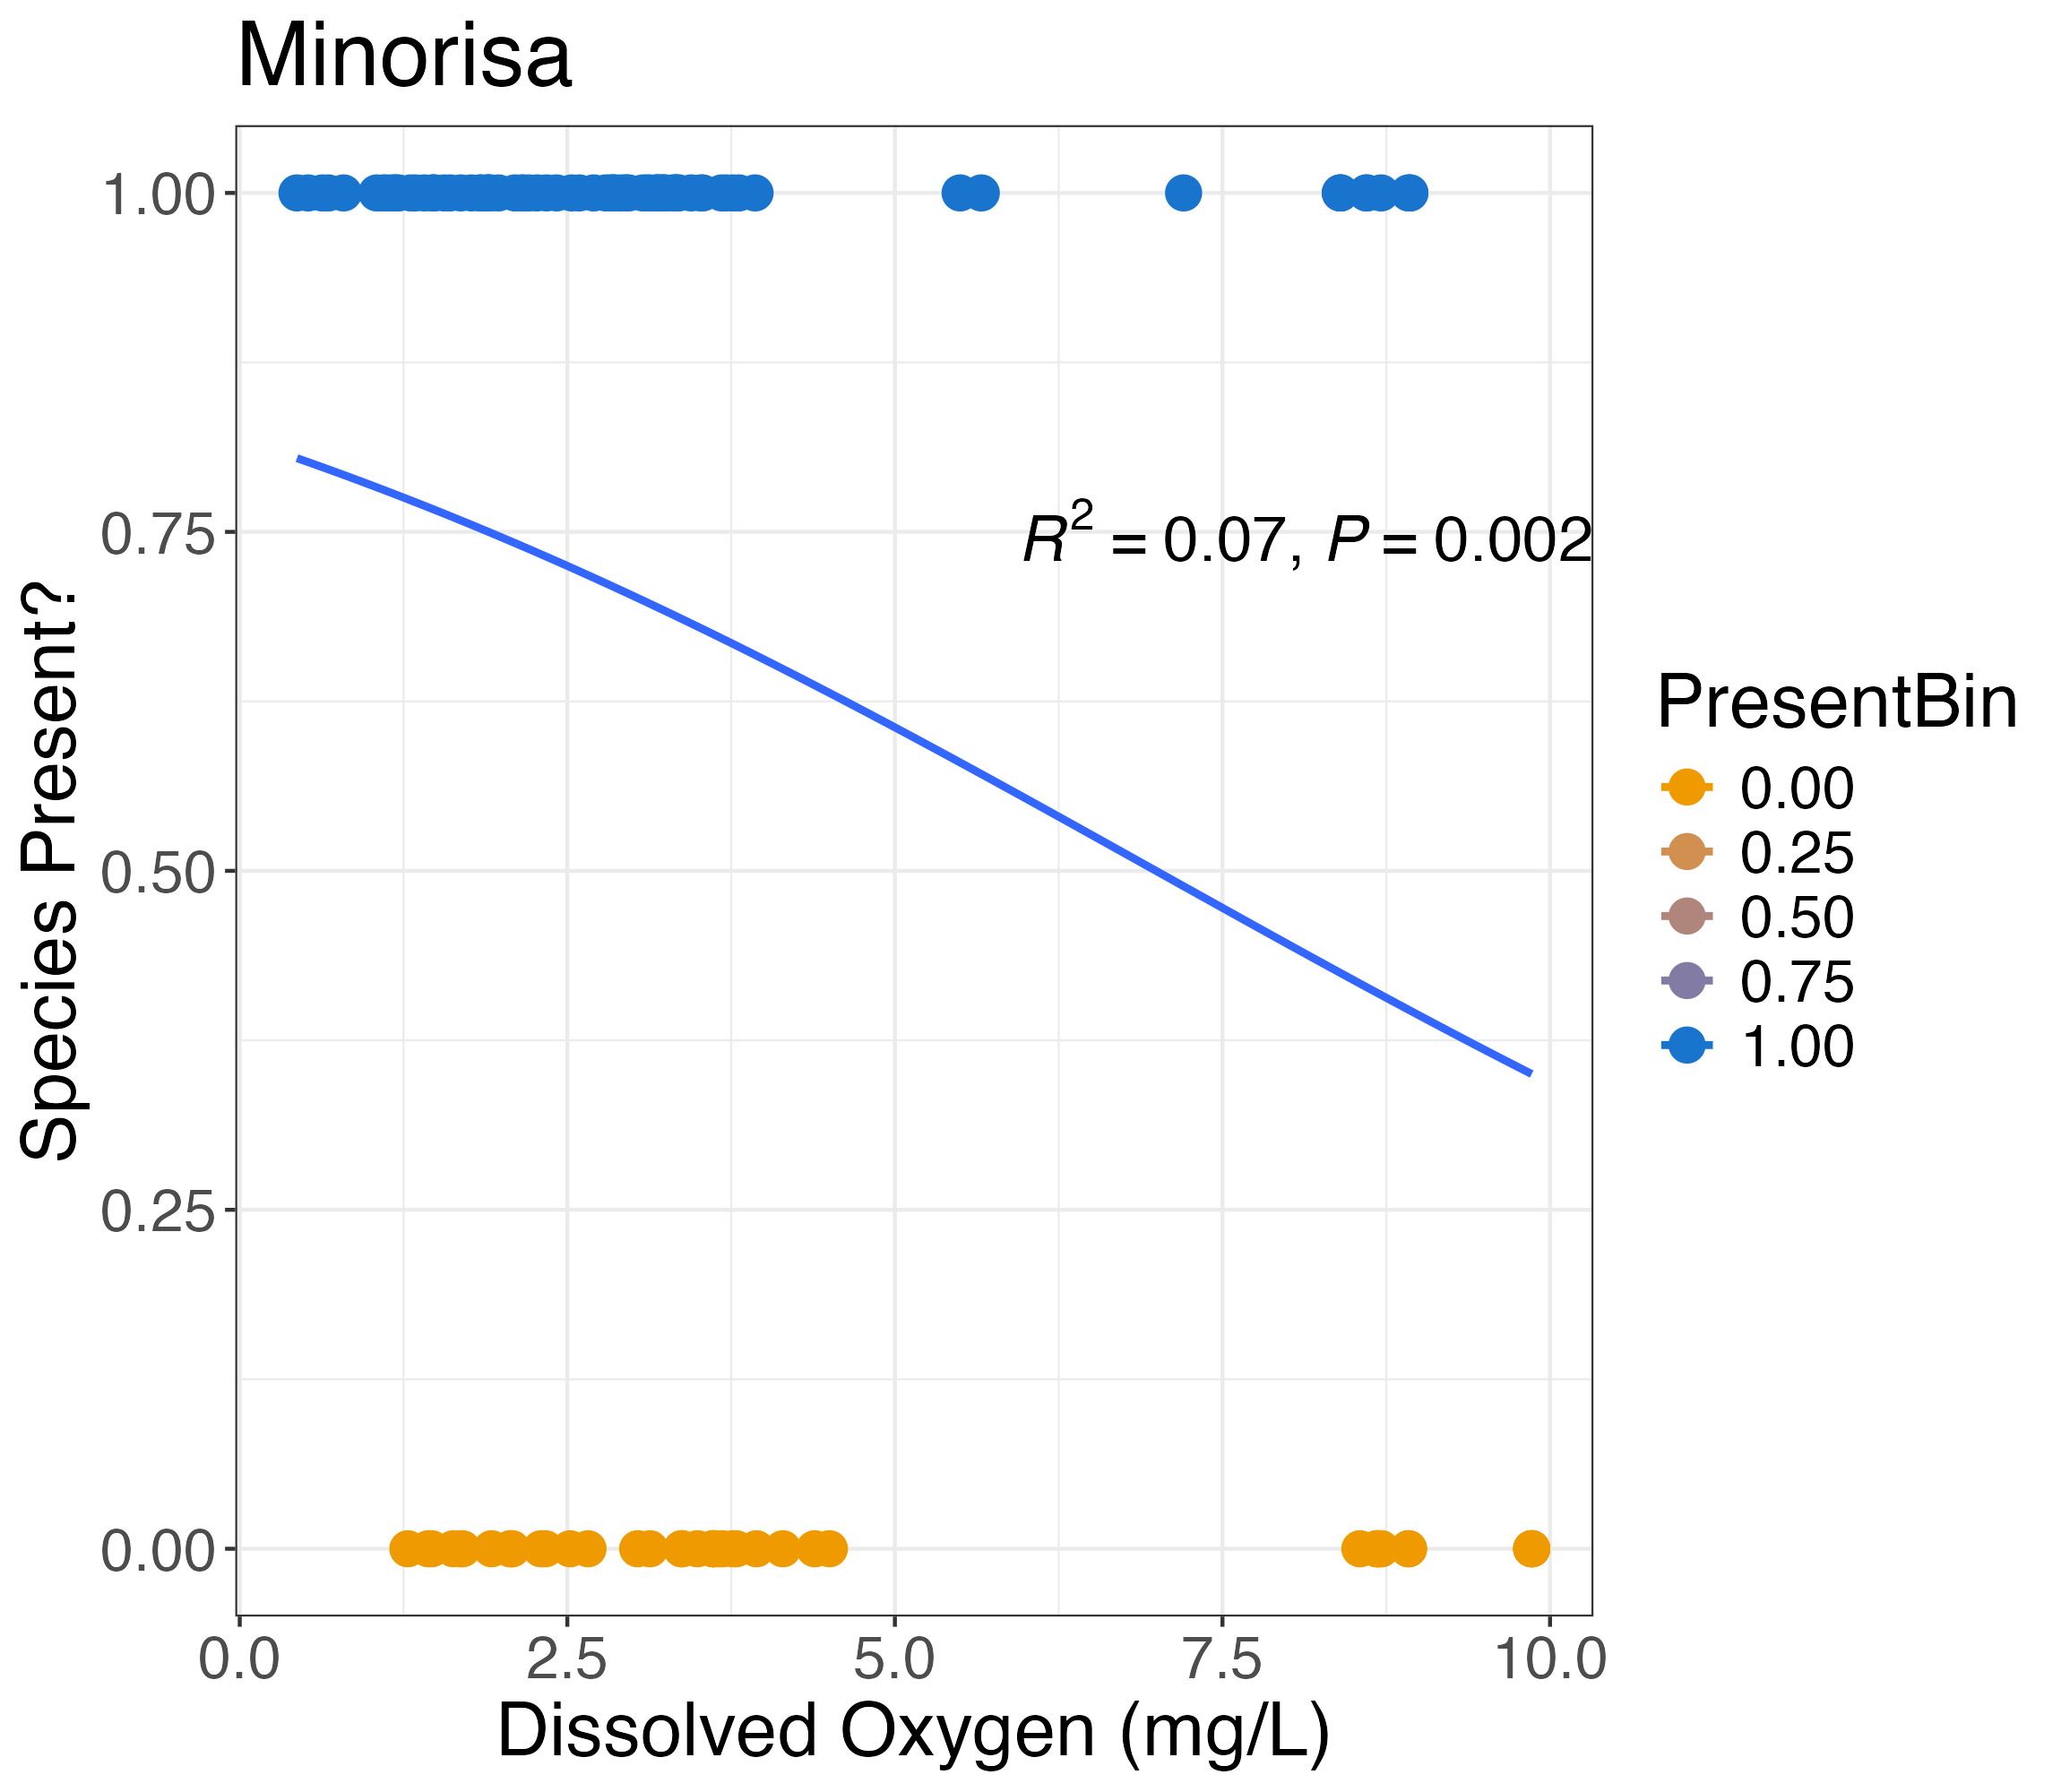 Minorisa
1.00
0.75
0.50
0.25
0.00
Species Present?
R² = 0.07, P = 0.002
0.0 2.5 5.0 7.5 10.0
Dissolved Oxygen (mg/L)
PresentBin
0.00
0.25
0.50
0.75
1.00